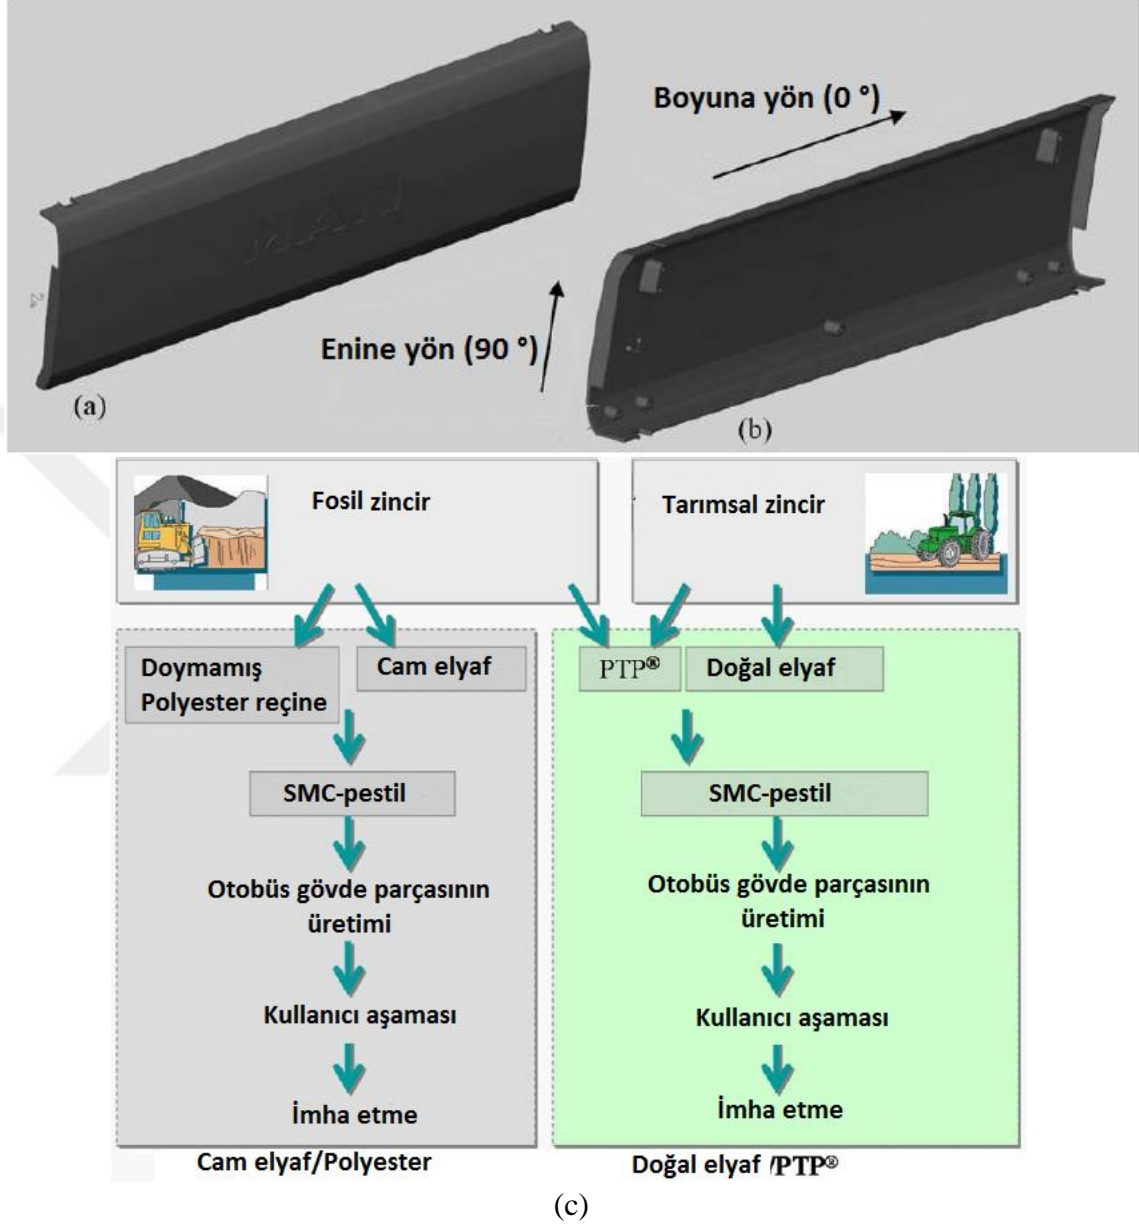 Boyuna yön (0 °)
Enine yön (90 °)
(a)
(b)
Fosil zincir
Tarımsal zincir
Doymamış
Polyester reçine
Cam elyaf
PTP®
Doğal elyaf
SMC-pestil
SMC-pestil
Otobüs gövde parçasının
üretimi
Otobüs gövde parçasının
üretimi
Kullanıcı aşaması
Kullanıcı aşaması
İmha etme
İmha etme
Cam elyaf/Polyester
Doğal elyaf /PTP®
(c)